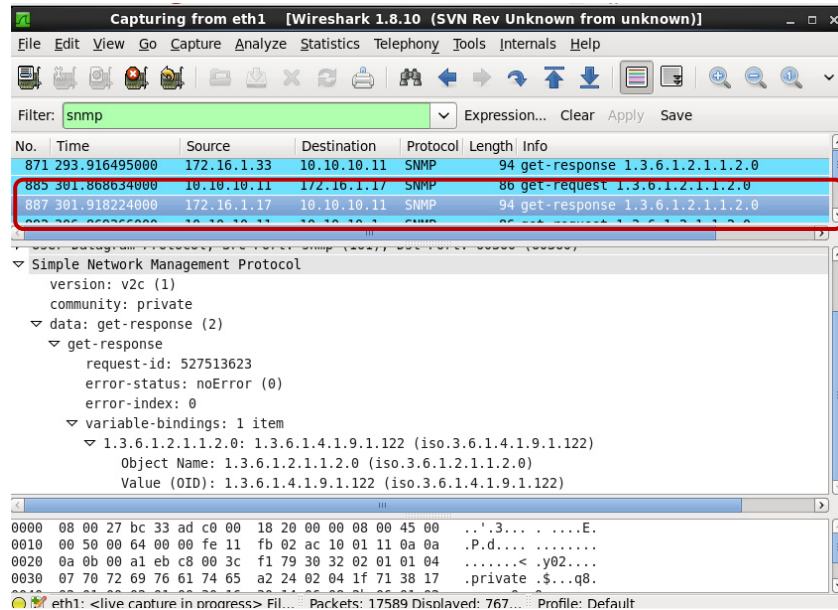 Capturing from eth1 [Wireshark 1.8.10 (SVN Rev Unknown from unknown)]
File Edit View Go Capture Analyze Statistics Telephony Tools Internals Help
Filter: snmp Expression... Clear Apply Save
No. Time Source Destination Protocol Length Info
871 293.916495000 172.16.1.33 10.10.10.11 SNMP 94 get-response 1.3.6.1.2.1.1.2.0
885 301.868634000 10.10.10.11 172.16.1.17 SNMP 86 get-request 1.3.6.1.2.1.1.2.0
887 301.918224000 172.16.1.17 10.10.10.11 SNMP 94 get-response 1.3.6.1.2.1.1.2.0
Simple Network Management Protocol
version: v2c (1)
community: private
data: get-response (2)
get-response
request-id: 527513623
error-status: noError (0)
error-index: 0
variable-bindings: 1 item
1.3.6.1.2.1.1.2.0: 1.3.6.1.4.1.9.1.122 (iso.3.6.1.4.1.9.1.122)
Object Name: 1.3.6.1.2.1.1.2.0 (iso.3.6.1.2.1.1.2.0)
Value (OID): 1.3.6.1.4.1.9.1.122 (iso.3.6.1.4.1.9.1.122)
0000 08 00 27 bc 33 ad c0 00 18 20 00 00 08 00 45 00 ..'.3... . ....E.
0010 00 50 00 64 00 00 fe 11 fb 02 ac 10 01 11 0a 0a .P.d.... ........
0020 0a 0b 00 a1 eb c8 00 3c f1 79 30 32 02 01 01 04 .......< .y02....
0030 07 70 72 69 76 61 74 65 a2 24 02 04 1f 71 38 17 .private .$...q8.
eth1: <live capture in progress> Fil... Packets: 17589 Displayed: 767... Profile: Default